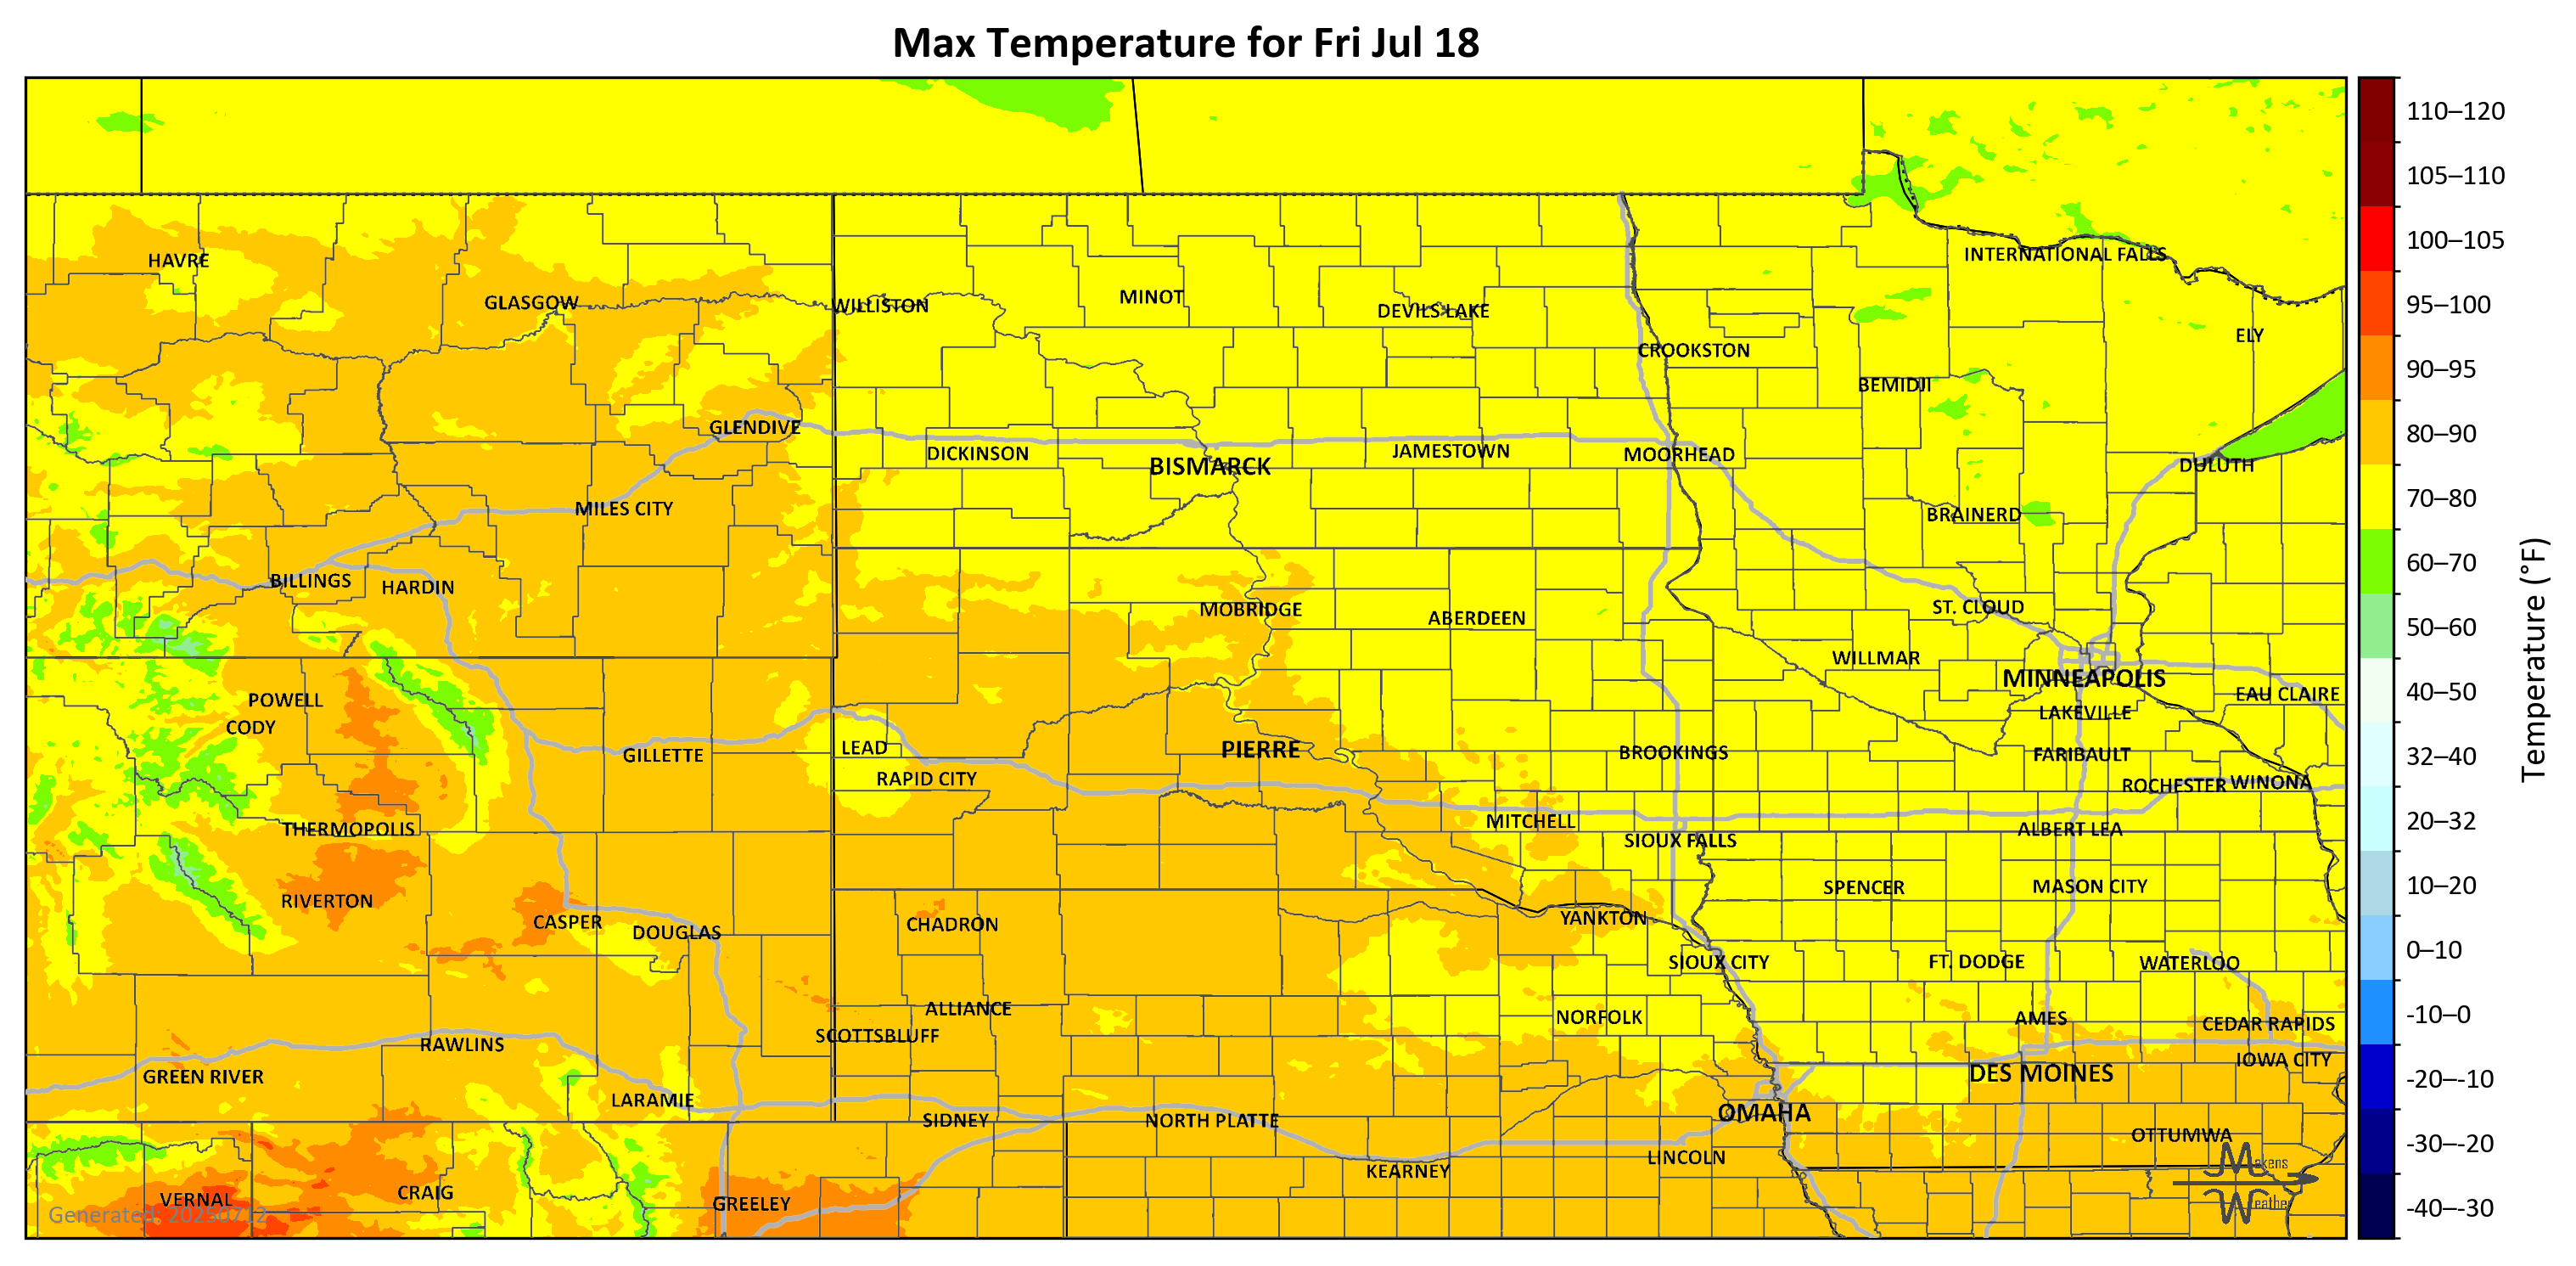 Max Temperature for Fri Jul 18
110–120
105–110
100–105
95–100
90–95
80–90
70–80
60–70
50–60
40–50
32–40
20–32
10–20
0–10
-10–0
-20–-10
-30–-20
-40–-30
Temperature (°F)
INTERNATIONAL FALLS
HAVRE
GLASGOW
WILLISTON
MINOT
DEVILS LAKE
ELY
CROOKSTON
BEMIDJI
GLENDIVE
DICKINSON
BISMARCK
JAMESTOWN
MOORHEAD
DULUTH
MILES CITY
BRAINERD
BILLINGS
HARDIN
MOBRIDGE
ABERDEEN
ST. CLOUD
WILLMAR
MINNEAPOLIS
EAU CLAIRE
POWELL
CODY
LAKEVILLE
GILLETTE
LEAD
PIERRE
BROOKINGS
FARIBAULT
RAPID CITY
ROCHESTER
WINONA
THERMOPOLIS
MITCHELL
SIOUX FALLS
ALBERT LEA
RIVERTON
SPENCER
MASON CITY
CASPER
DOUGLAS
CHADRON
YANKTON
SIOUX CITY
FT. DODGE
WATERLOO
ALLIANCE
NORFOLK
AMES
CEDAR RAPIDS
SCOTTSBLUFF
RAWLINS
IOWA CITY
GREEN RIVER
DES MOINES
LARAMIE
SIDNEY
NORTH PLATTE
OMAHA
OTTUMWA
LINCOLN
KEARNEY
VERNAL
CRAIG
GREELEY
Generated: 20250712
Makens
Weather